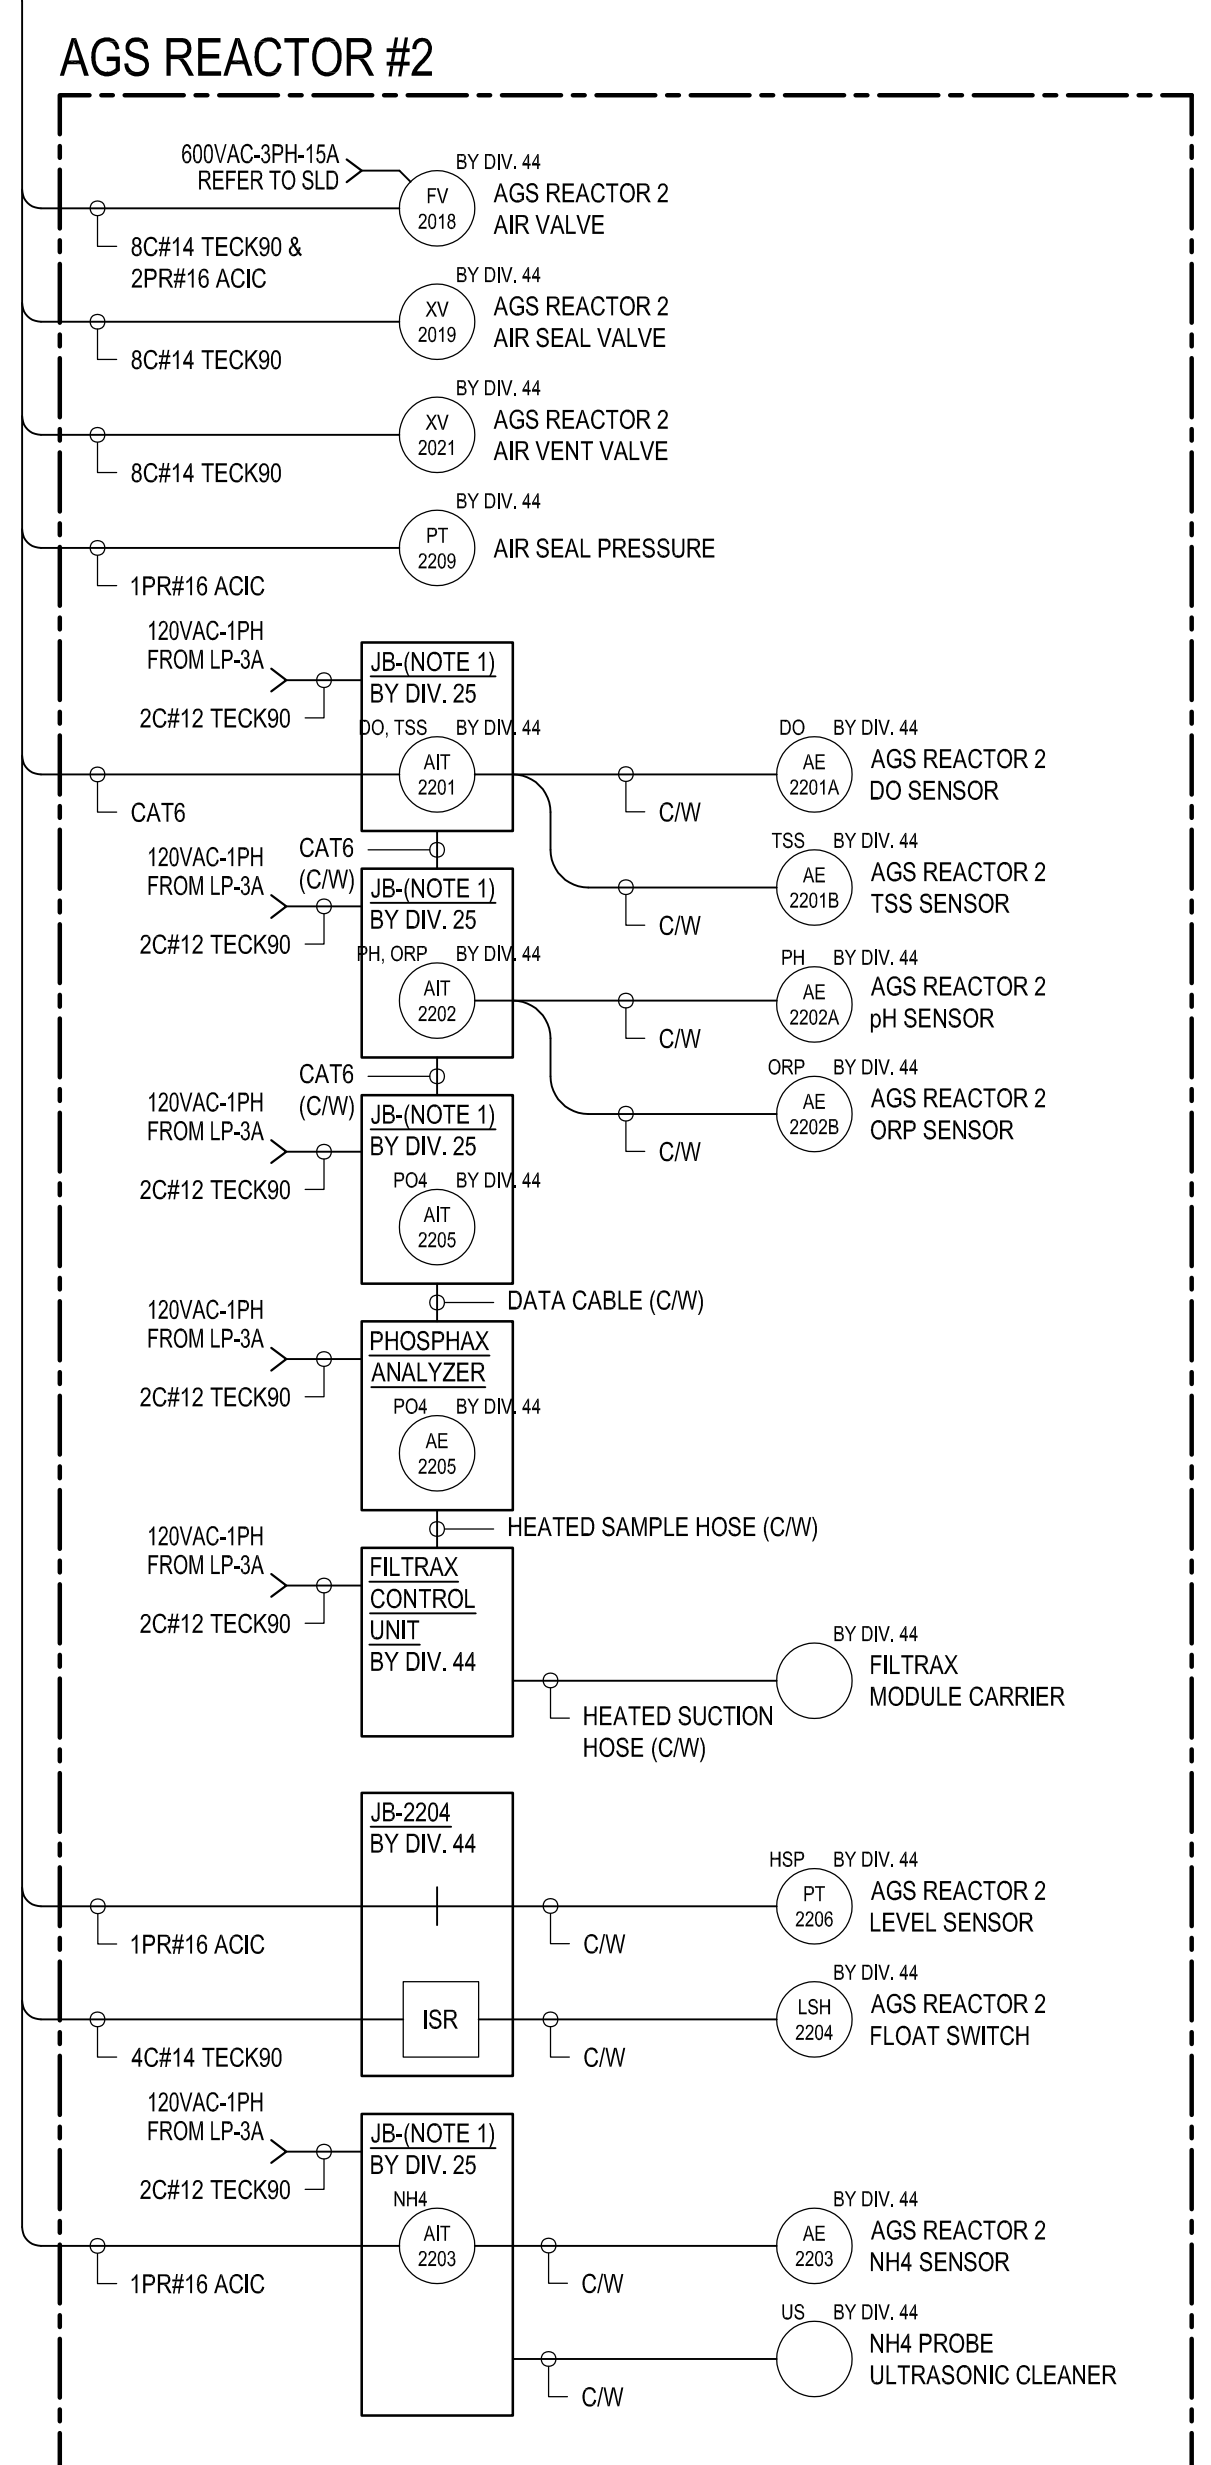 AGS REACTOR #2
600VAC-3PH-15A
REFER TO SLD
BY DIV. 44
FV
2018
AGS REACTOR 2
AIR VALVE
8C#14 TECK90 &
2PR#16 ACIC
BY DIV. 44
XV
2019
AGS REACTOR 2
AIR SEAL VALVE
8C#14 TECK90
BY DIV. 44
XV
2021
AGS REACTOR 2
AIR VENT VALVE
8C#14 TECK90
BY DIV. 44
PT
2209
AIR SEAL PRESSURE
1PR#16 ACIC
120VAC-1PH
FROM LP-3A
2C#12 TECK90
JB-(NOTE 1)
BY DIV. 25
DO, TSS BY DIV. 44
AIT
2201
CAT6
DO BY DIV. 44
AE
2201A
AGS REACTOR 2
DO SENSOR
C/W
TSS BY DIV. 44
AE
2201B
AGS REACTOR 2
TSS SENSOR
C/W
CAT6
(C/W)
120VAC-1PH
FROM LP-3A
2C#12 TECK90
JB-(NOTE 1)
BY DIV. 25
PH, ORP BY DIV. 44
AIT
2202
PH BY DIV. 44
AE
2202A
AGS REACTOR 2
pH SENSOR
C/W
ORP BY DIV. 44
AE
2202B
AGS REACTOR 2
ORP SENSOR
C/W
CAT6
(C/W)
120VAC-1PH
FROM LP-3A
2C#12 TECK90
JB-(NOTE 1)
BY DIV. 25
PO4 BY DIV. 44
AIT
2205
DATA CABLE (C/W)
120VAC-1PH
FROM LP-3A
2C#12 TECK90
PHOSPHAX
ANALYZER
PO4 BY DIV. 44
AE
2205
HEATED SAMPLE HOSE (C/W)
120VAC-1PH
FROM LP-3A
2C#12 TECK90
FILTRAX
CONTROL
UNIT
BY DIV. 44
BY DIV. 44
FILTRAX
MODULE CARRIER
HEATED SUCTION
HOSE (C/W)
JB-2204
BY DIV. 44
HSP BY DIV. 44
PT
2206
AGS REACTOR 2
LEVEL SENSOR
1PR#16 ACIC
C/W
ISR
BY DIV. 44
LSH
2204
AGS REACTOR 2
FLOAT SWITCH
4C#14 TECK90
C/W
120VAC-1PH
FROM LP-3A
2C#12 TECK90
JB-(NOTE 1)
BY DIV. 25
NH4
AIT
2203
BY DIV. 44
AE
2203
AGS REACTOR 2
NH4 SENSOR
1PR#16 ACIC
C/W
US BY DIV. 44
NH4 PROBE
ULTRASONIC CLEANER
C/W